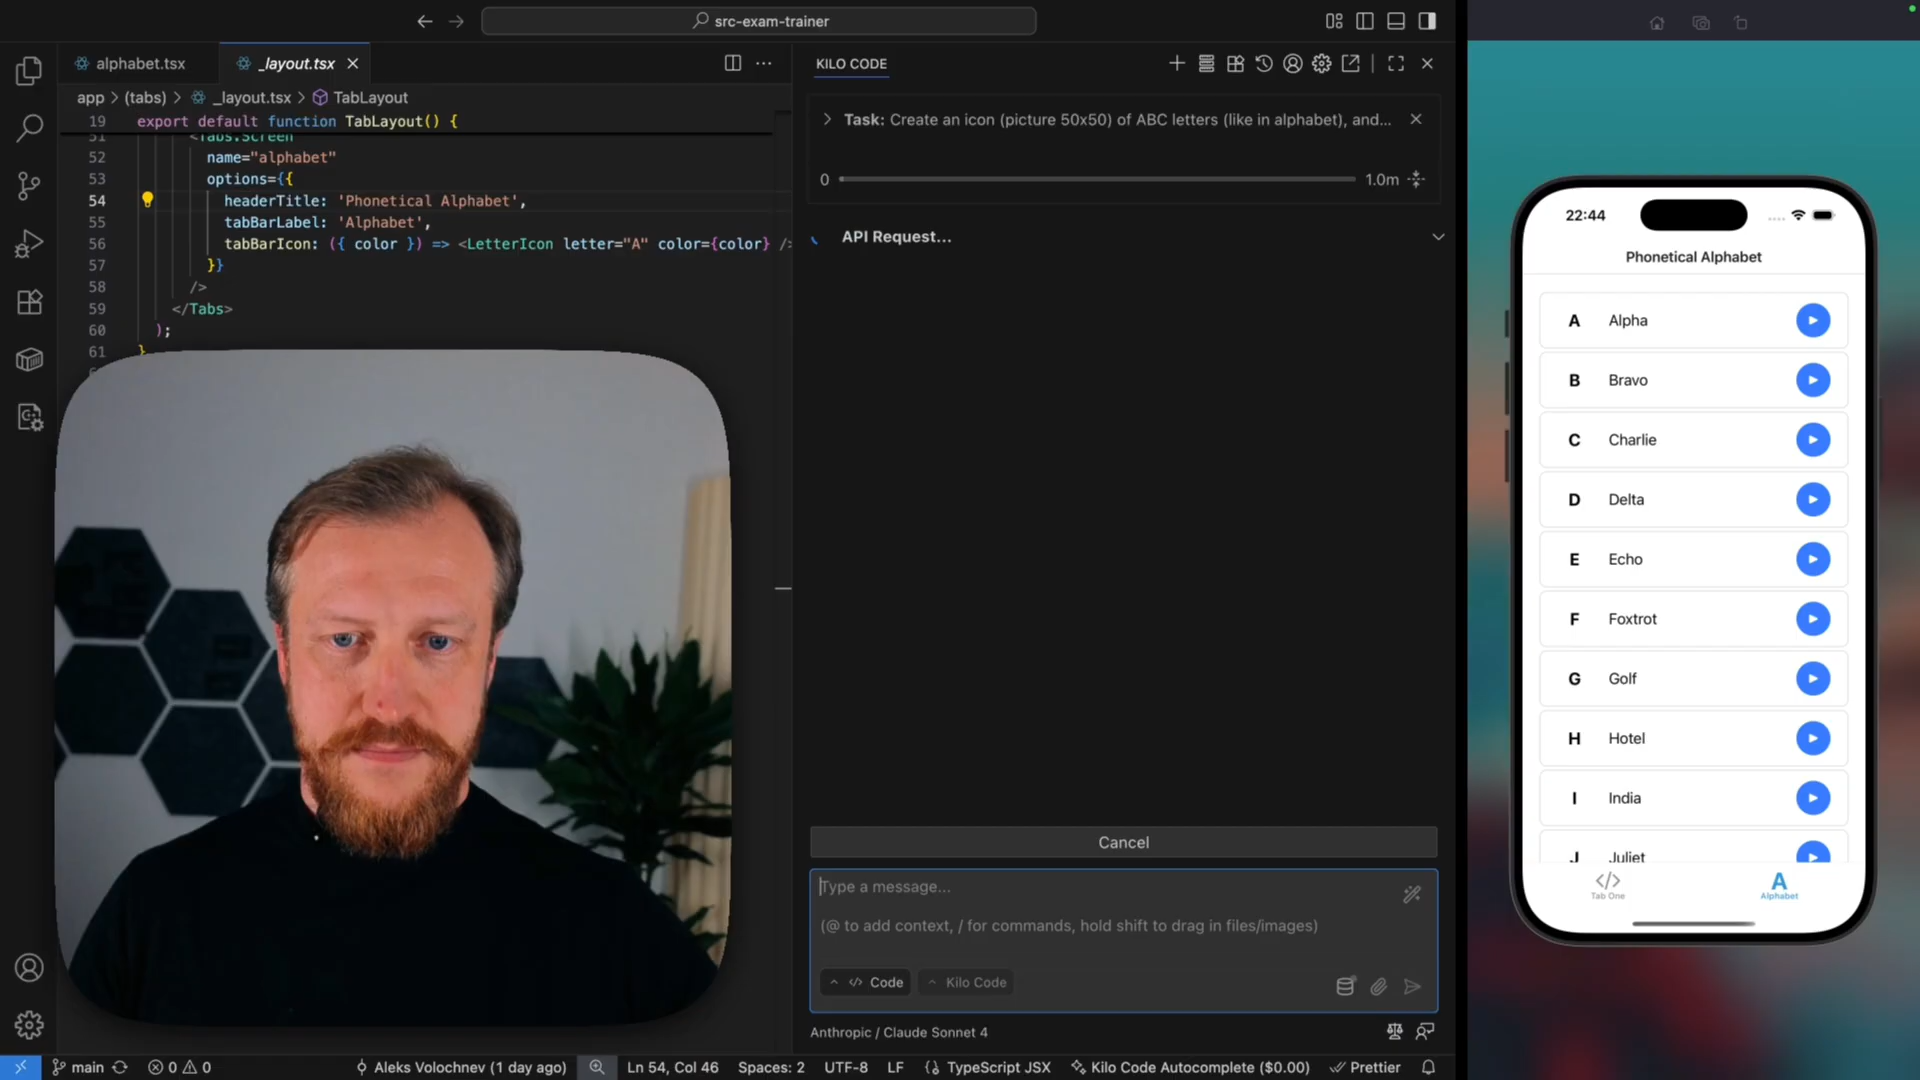 src-exam-trainer
alphabet.tsx
_layout.tsx
app > (tabs) > _layout.tsx > TabLayout
19 export default function TabLayout() {
51 <Tabs.Screen
52 name="alphabet"
53 options={{
54 headerTitle: 'Phonetical Alphabet',
55 tabBarLabel: 'Alphabet',
56 tabBarIcon: ({ color }) => <LetterIcon letter="A" color={color} />
57 }}
58 />
59 </Tabs>
60 );
61 }
KILO CODE
Task: Create an icon (picture 50x50) of ABC letters (like in alphabet), and...
0 1.0m
API Request...
Cancel
Type a message...
(@ to add context, / for commands, hold shift to drag in files/images)
Code
Kilo Code
Anthropic / Claude Sonnet 4
22:44
Phonetical Alphabet
A Alpha
B Bravo
C Charlie
D Delta
E Echo
F Foxtrot
G Golf
H Hotel
I India
J Juliet
</> Tab One
A Alphabet
main 0 0 Aleks Volochnev (1 day ago) Ln 54, Col 46 Spaces: 2 UTF-8 LF TypeScript JSX Kilo Code Autocomplete ($0.00) Prettier